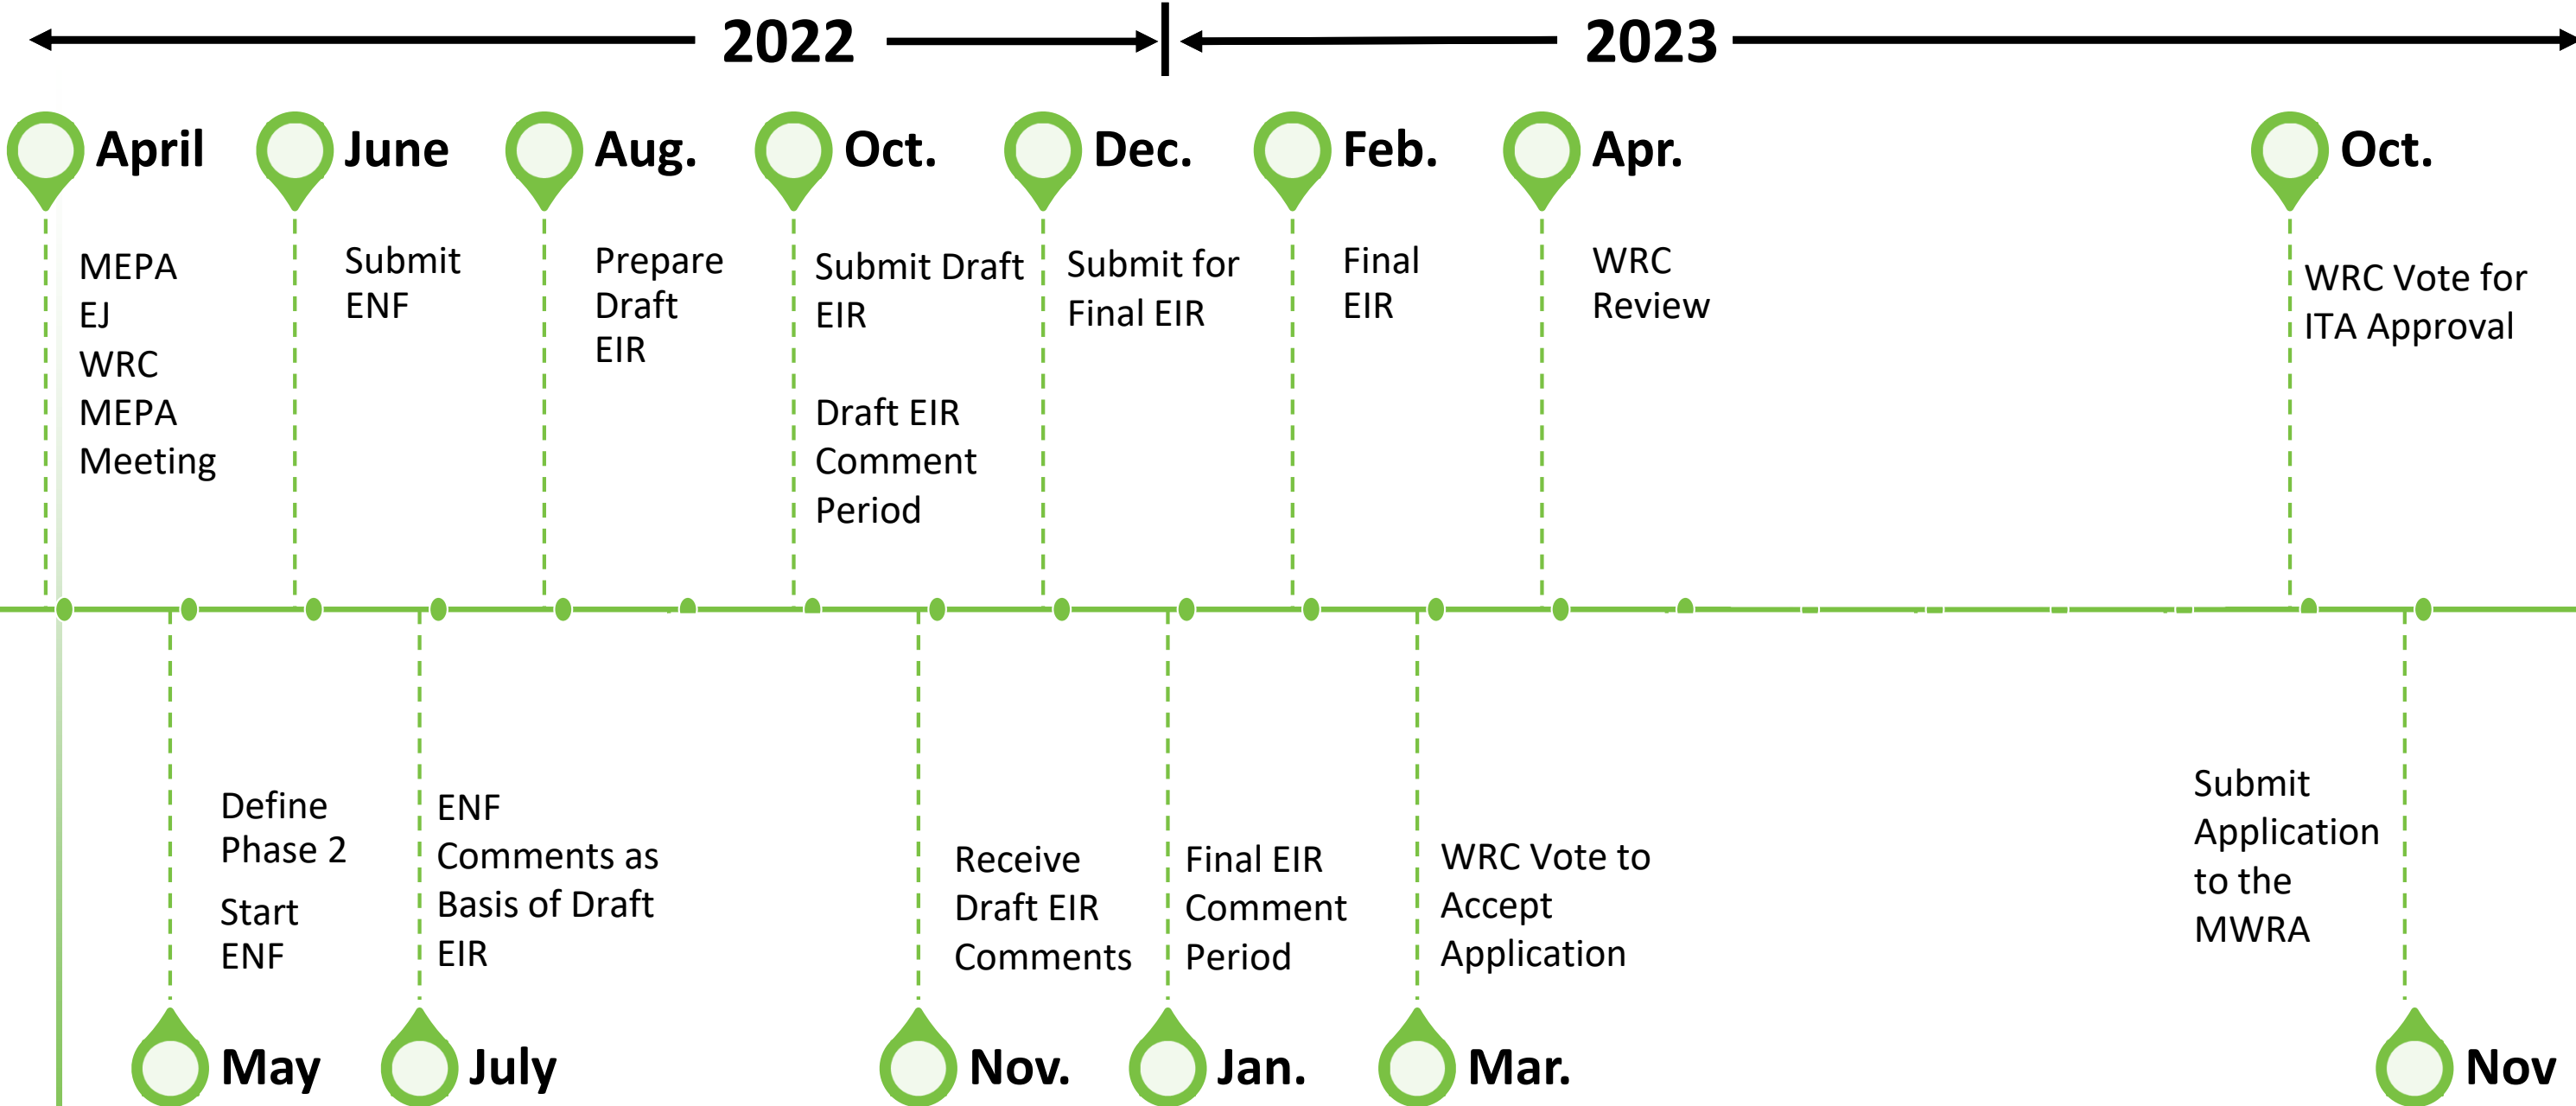 2022
2023
April
June
Aug.
Oct.
Dec.
Feb.
Apr.
Oct.
MEPA
EJ
WRC
MEPA
Meeting
Submit
ENF
Prepare
Draft
EIR
Submit Draft
EIR
Draft EIR
Comment
Period
Submit for
Final EIR
Final
EIR
WRC
Review
WRC Vote for
ITA Approval
Define
Phase 2
Start
ENF
ENF
Comments as
Basis of Draft
EIR
Receive
Draft EIR
Comments
Final EIR
Comment
Period
WRC Vote to
Accept
Application
Submit
Application
to the
MWRA
May
July
Nov.
Jan.
Mar.
Nov